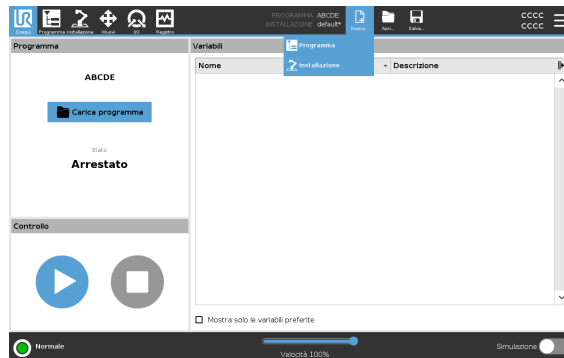 UR
Esegui
Programma
Installazione
Muovi
I/O
Registro
PROGRAMMA ABCDE
INSTALLAZIONE default*
Nuovo...
Apri...
Salva...
CCCC
CCCC
Programma
Variabili
Programma
Installazione
Nome
Descrizione
ABCDE
Carica programma
Stato
Arrestato
Controllo
Mostra solo le variabili preferite
Normale
Velocità 100%
Simulazione